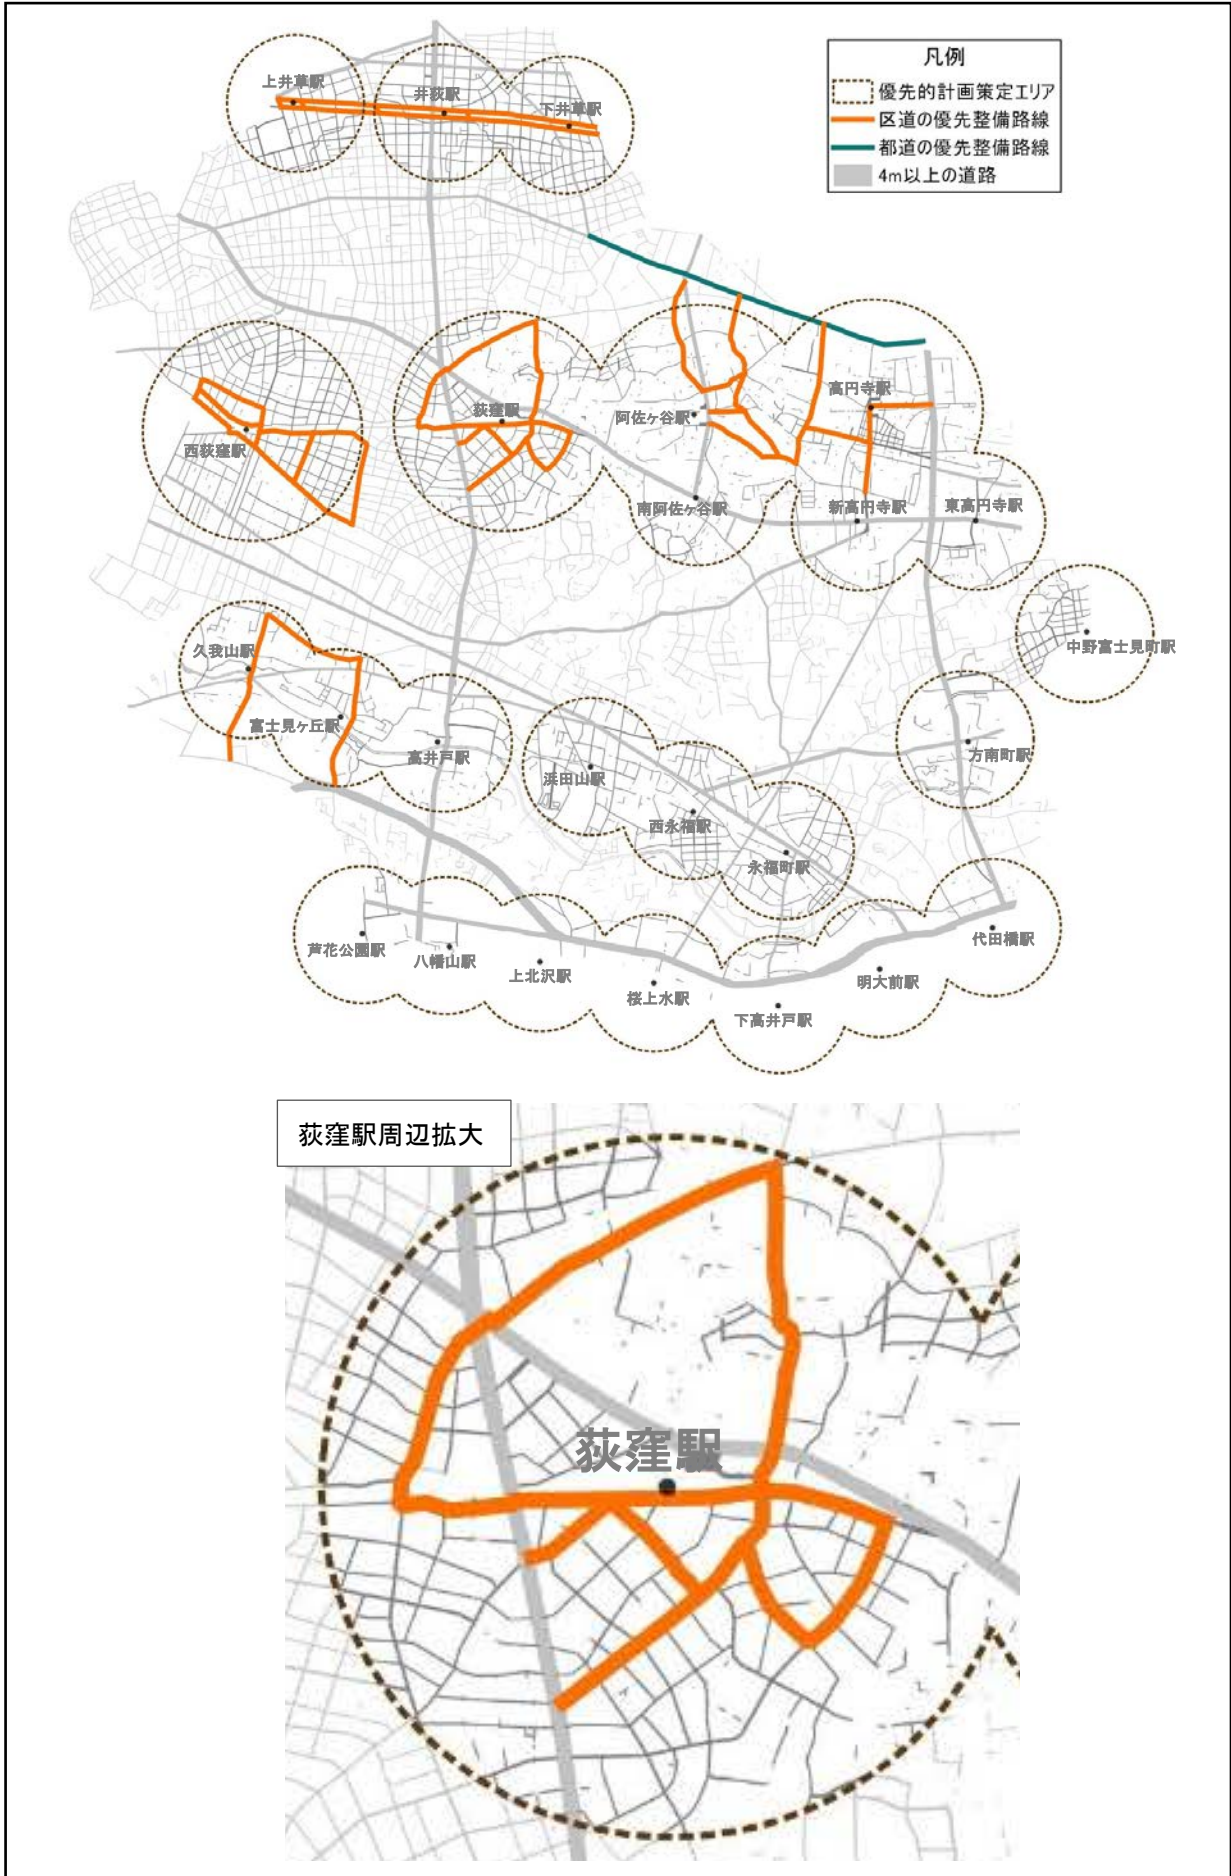 凡例
優先的計画策定エリア
区道の優先整備路線
都道の優先整備路線
4m以上の道路
上井草駅
井荻駅
下井草駅
高円寺駅
荻窪駅
阿佐ヶ谷駅
西荻窪駅
南阿佐ヶ谷駅
新高円寺駅
東高円寺駅
中野富士見町駅
久我山駅
富士見ヶ丘駅
高井戸駅
方南町駅
浜田山駅
西永福駅
永福町駅
芦花公園駅
八幡山駅
上北沢駅
桜上水駅
下高井戸駅
明大前駅
代田橋駅
荻窪駅周辺拡大
荻窪駅